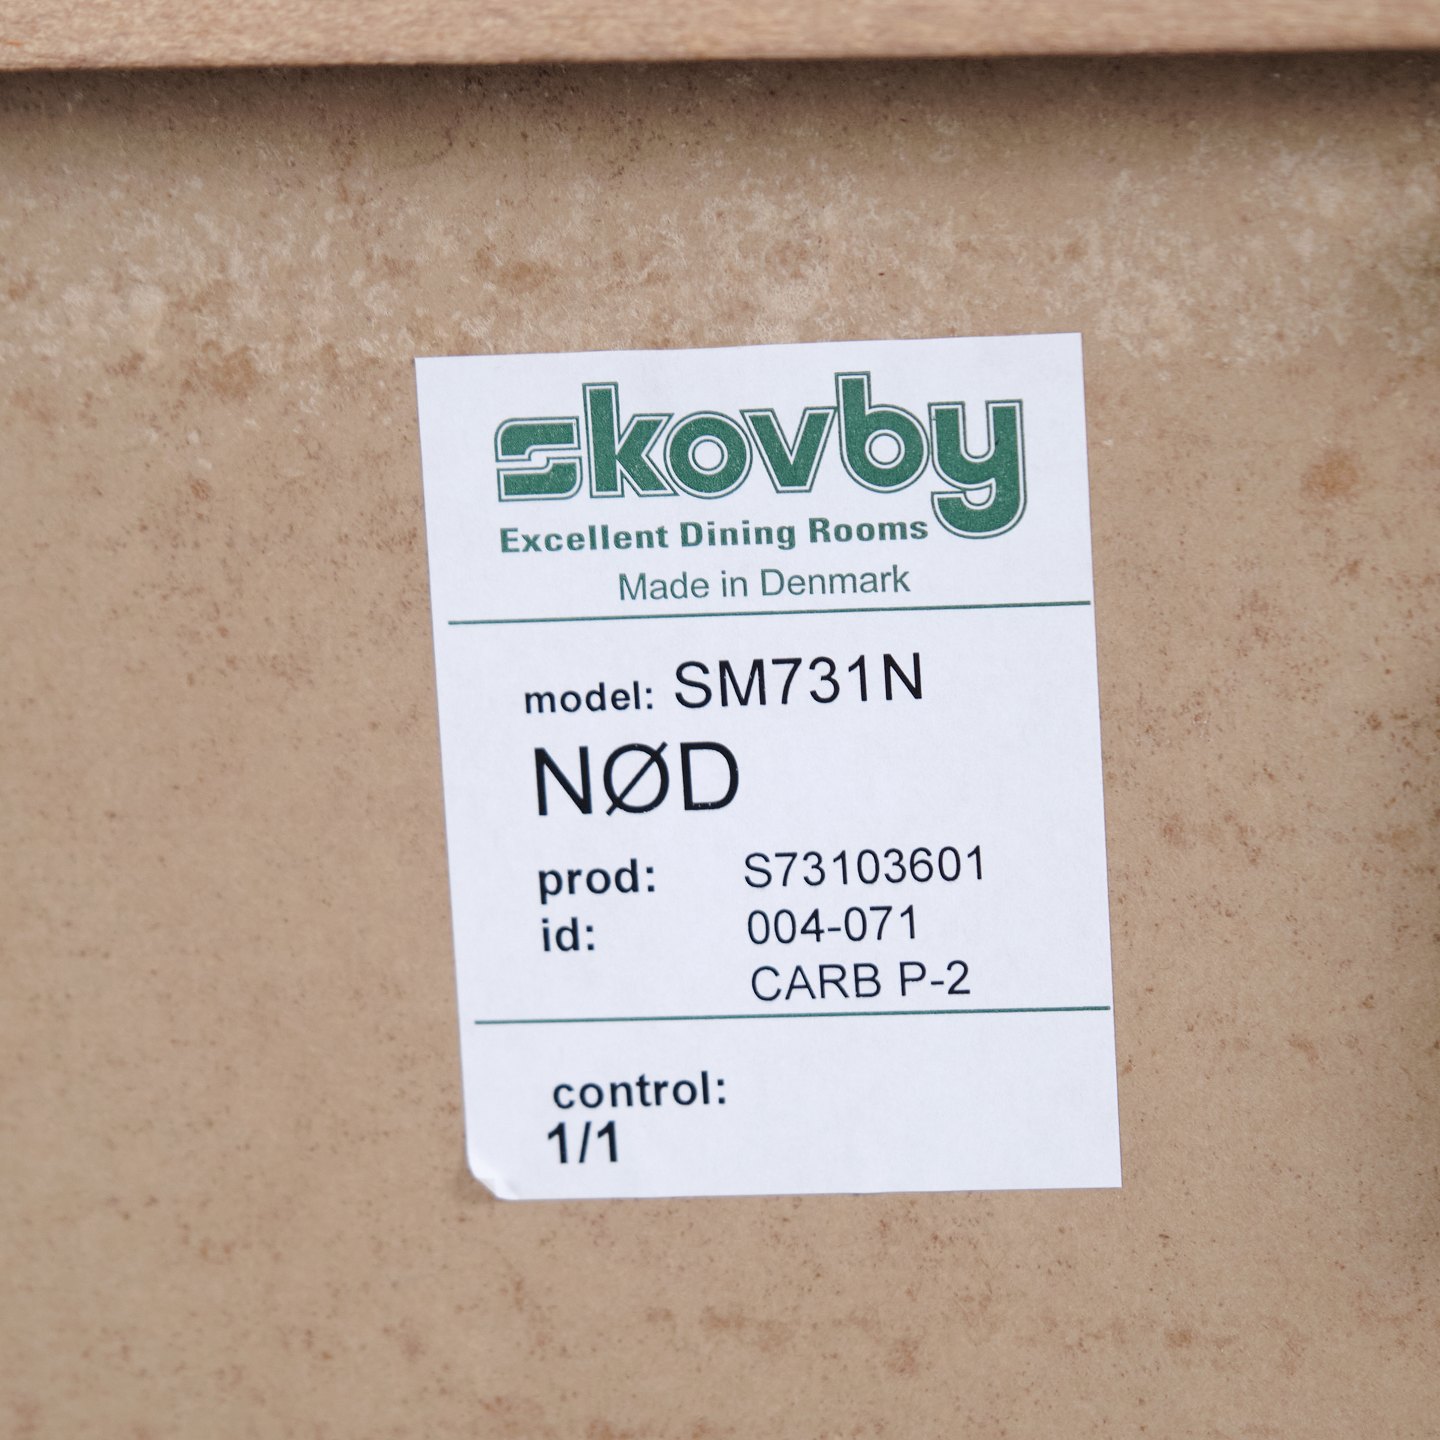 skovby
Excellent Dining Rooms
Made in Denmark
model: SM731N
NØD
prod: S73103601
id: 004-071
CARB P-2
control:
1/1